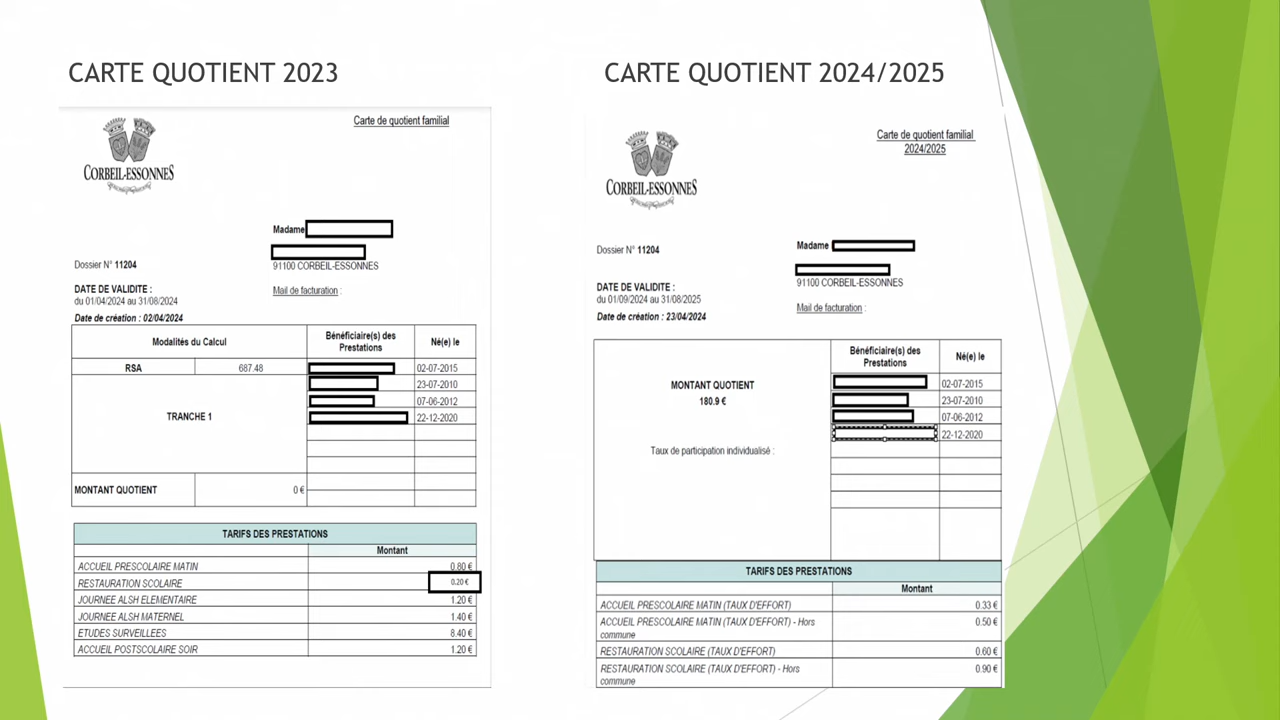 CARTE QUOTIENT 2023
Carte de quotient familial
CORBEIL-ESSONNES
Madame
Dossier N° 11204
91100 CORBEIL-ESSONNES
DATE DE VALIDITE :
du 01/04/2024 au 31/08/2024
Mail de facturation :
Date de création : 02/04/2024
Modalités du Calcul
Bénéficiaire(s) des
Prestations
Né(e) le
RSA 687.48
02-07-2015
23-07-2010
07-06-2012
22-12-2020
TRANCHE 1
MONTANT QUOTIENT 0 €
TARIFS DES PRESTATIONS
Montant
ACCUEIL PRESCOLAIRE MATIN 0.80 €
RESTAURATION SCOLAIRE 0.20 €
JOURNEE ALSH ELEMENTAIRE 1.20 €
JOURNEE ALSH MATERNEL 1.40 €
ETUDES SURVEILLEES 8.40 €
ACCUEIL POSTSCOLAIRE SOIR 1.20 €
CARTE QUOTIENT 2024/2025
Carte de quotient familial
2024/2025
CORBEIL-ESSONNES
Dossier N° 11204
Madame
91100 CORBEIL-ESSONNES
DATE DE VALIDITE :
du 01/09/2024 au 31/08/2025
Mail de facturation :
Date de création : 23/04/2024
Bénéficiaire(s) des
Prestations
Né(e) le
MONTANT QUOTIENT
180.9 €
02-07-2015
23-07-2010
07-06-2012
22-12-2020
Taux de participation individualisé :
TARIFS DES PRESTATIONS
Montant
ACCUEIL PRESCOLAIRE MATIN (TAUX D'EFFORT) 0.33 €
ACCUEIL PRESCOLAIRE MATIN (TAUX D'EFFORT) - Hors
commune 0.50 €
RESTAURATION SCOLAIRE (TAUX D'EFFORT) 0.60 €
RESTAURATION SCOLAIRE (TAUX D'EFFORT) - Hors
commune 0.90 €